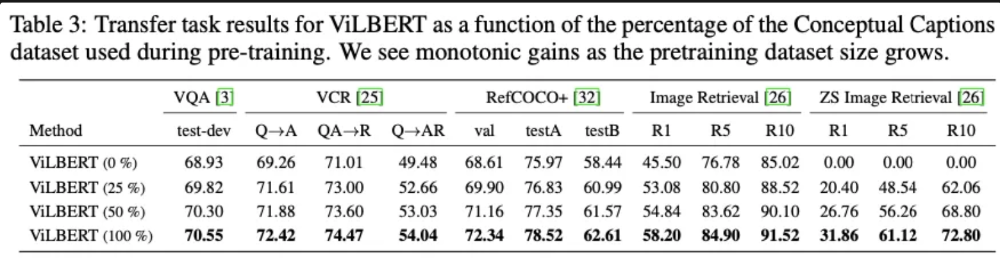 Table 3: Transfer task results for ViLBERT as a function of the percentage of the Conceptual Captions
dataset used during pre-training. We see monotonic gains as the pretraining dataset size grows.
VQA [3] VCR [25] RefCOCO+ [32] Image Retrieval [26] ZS Image Retrieval [26]
Method test-dev Q→A QA→R Q→AR val testA testB R1 R5 R10 R1 R5 R10
ViLBERT (0 %) 68.93 69.26 71.01 49.48 68.61 75.97 58.44 45.50 76.78 85.02 0.00 0.00 0.00
ViLBERT (25 %) 69.82 71.61 73.00 52.66 69.90 76.83 60.99 53.08 80.80 88.52 20.40 48.54 62.06
ViLBERT (50 %) 70.30 71.88 73.60 53.03 71.16 77.35 61.57 54.84 83.62 90.10 26.76 56.26 68.80
ViLBERT (100 %) 70.55 72.42 74.47 54.04 72.34 78.52 62.61 58.20 84.90 91.52 31.86 61.12 72.80